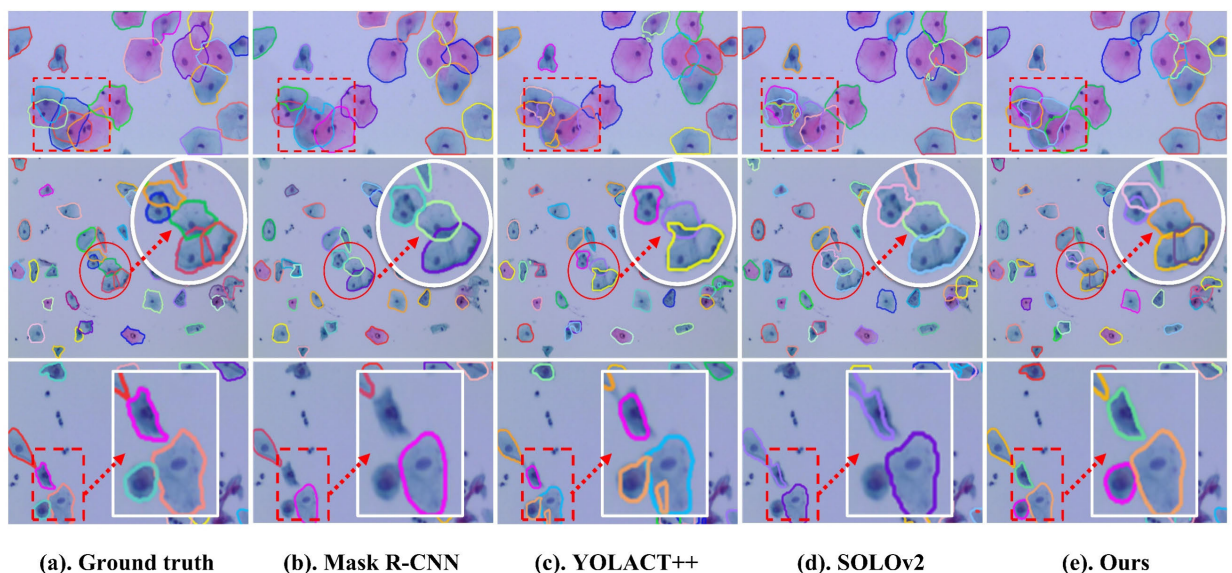 (a). Ground truth (b). Mask R-CNN (c). YOLACT++ (d). SOLOv2 (e). Ours